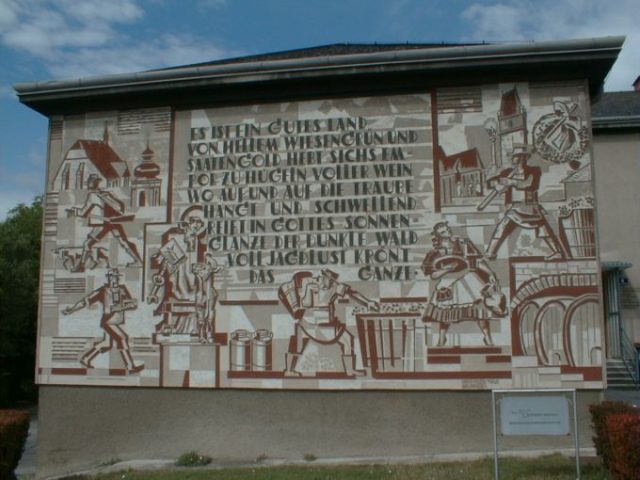 ES IST EIN GUTES LAND
VON HELLEM WIESENGRÜN UND
SAATENGOLD HEBT SICHS EM-
POR ZU HÜGELN VOLLER WEIN
WO AUF UND AUF DIE TRAUBE
HÄNGT UND SCHWELLEND
REIFT IN GOTTES SONNEN-
GLANZE DER DUNKLE WALD
VOLL JAGDLUST KRÖNT
DAS GANZE·